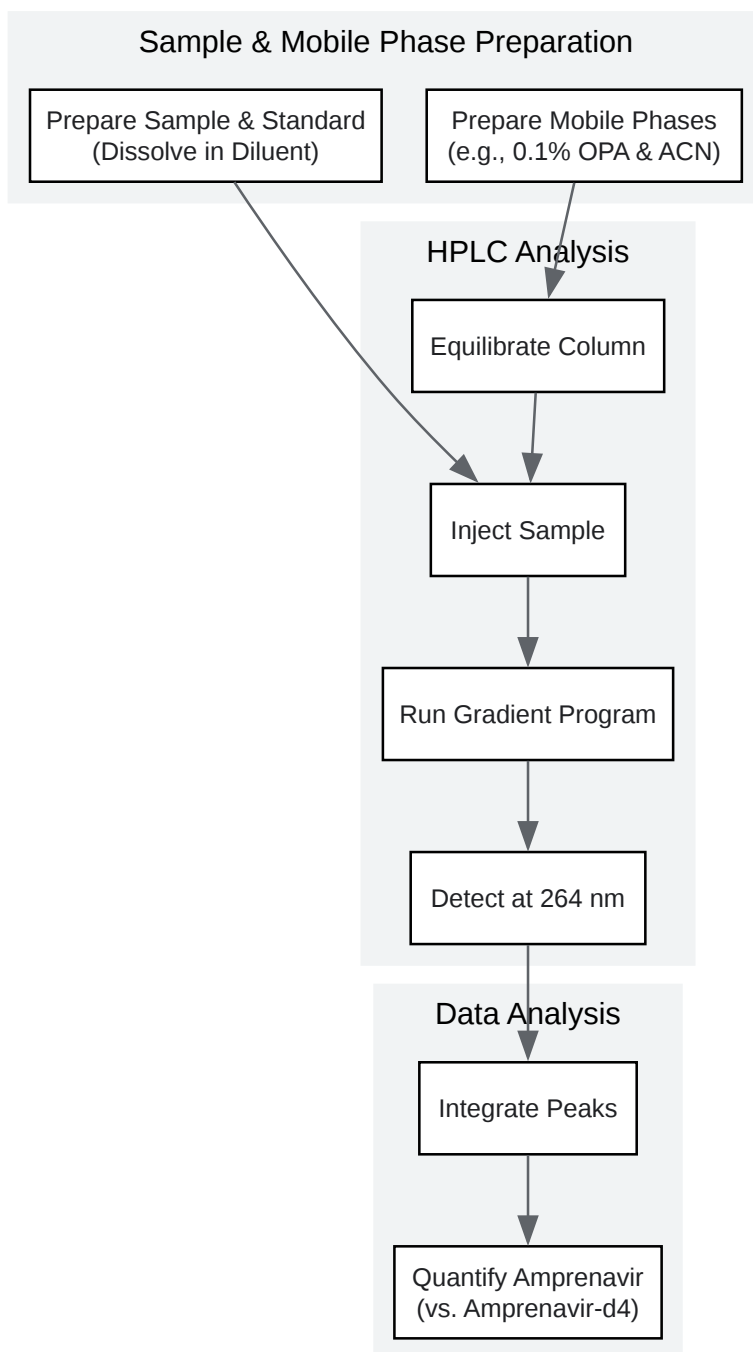 Sample & Mobile Phase Preparation
Prepare Sample & Standard
(Dissolve in Diluent)
Prepare Mobile Phases
(e.g., 0.1% OPA & ACN)
HPLC Analysis
Equilibrate Column
Inject Sample
Run Gradient Program
Detect at 264 nm
Data Analysis
Integrate Peaks
Quantify Amprenavir
(vs. Amprenavir-d4)